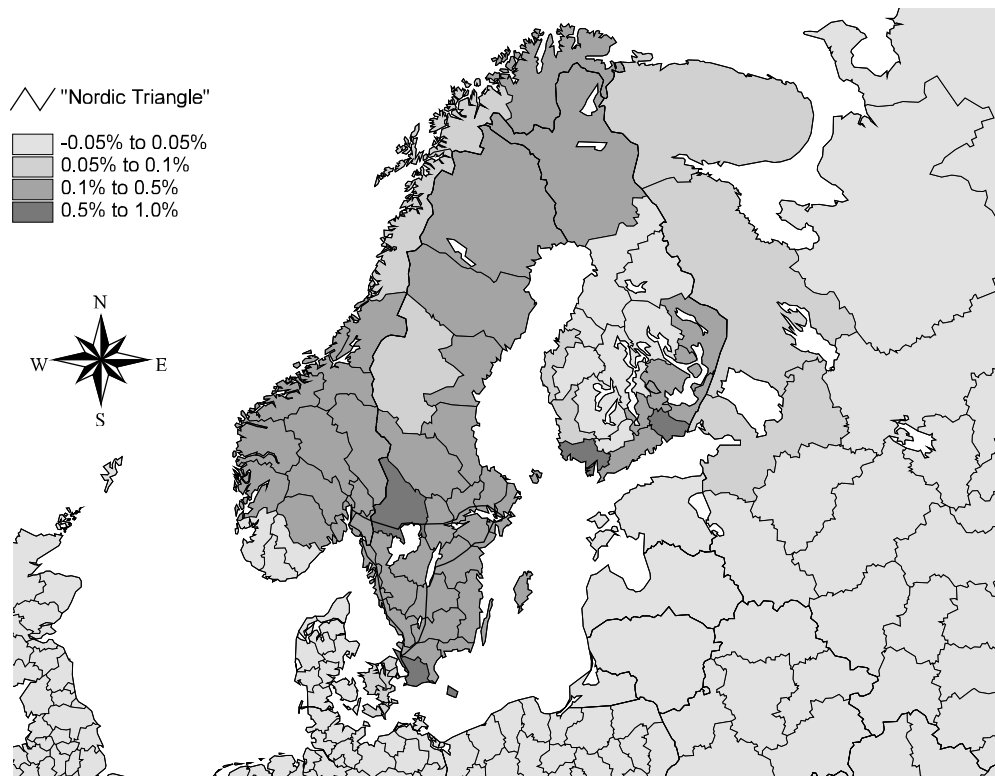 "Nordic Triangle"
-0.05% to 0.05%
0.05% to 0.1%
0.1% to 0.5%
0.5% to 1.0%
N
W
E
S